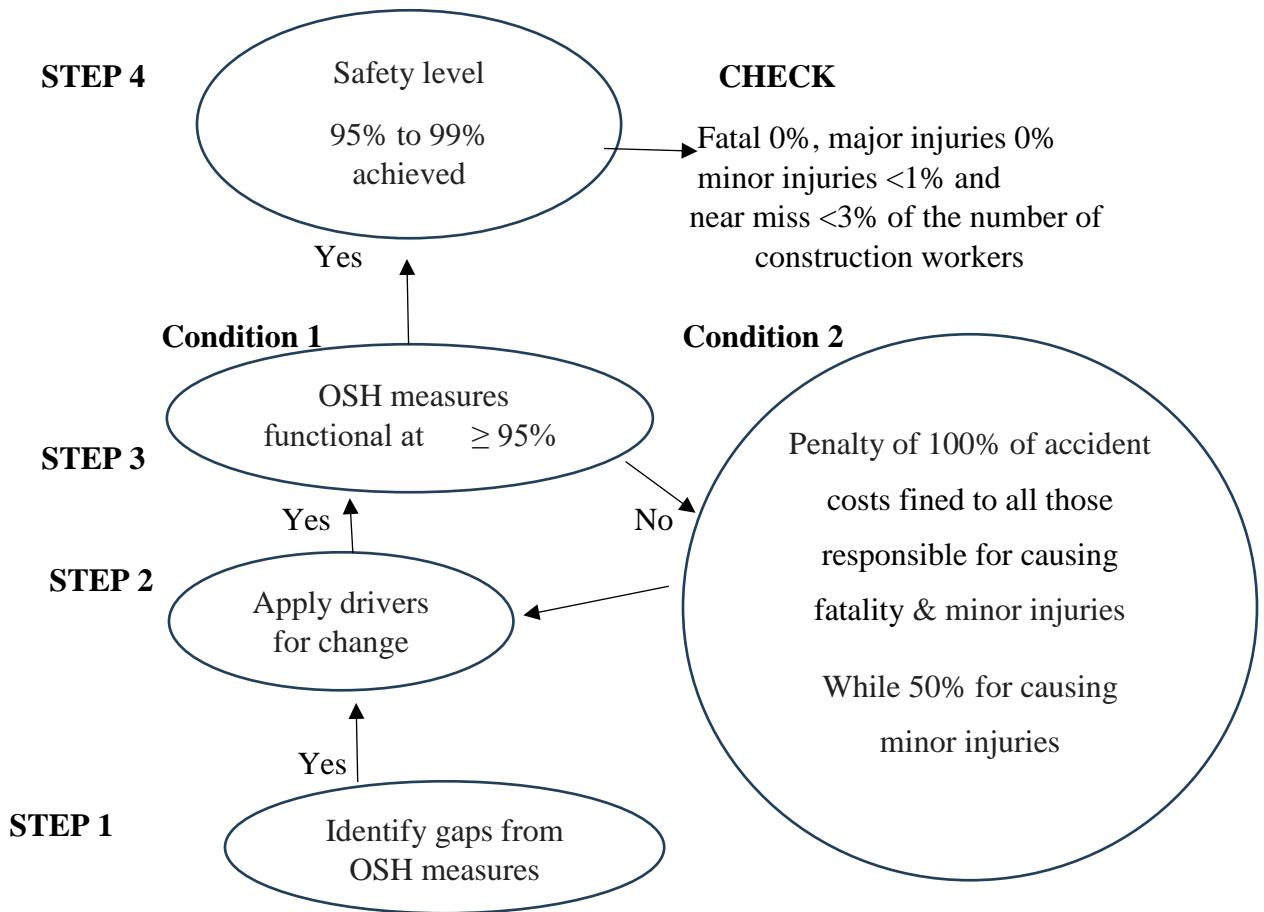 STEP 4
Safety level
95% to 99%
achieved
CHECK
Fatal 0%, major injuries 0%
minor injuries <1% and
near miss <3% of the number of
construction workers
Yes
Condition 1
OSH measures
functional at ≥ 95%
STEP 3
Condition 2
Penalty of 100% of accident
costs fined to all those
responsible for causing
fatality & minor injuries
While 50% for causing
minor injuries
Yes
No
STEP 2
Apply drivers
for change
Yes
STEP 1
Identify gaps from
OSH measures